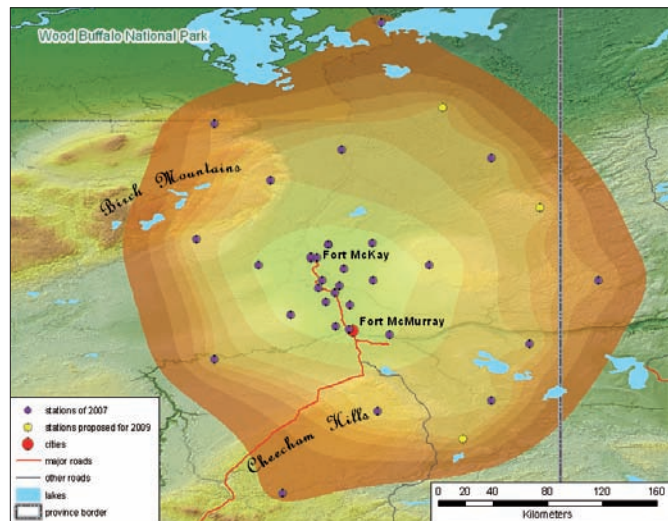 Wood Buffalo National Park
Birch Mountains
Fort McKay
Fort McMurray
Cheecham Hills
stations of 2007
stations proposed for 2009
cities
major roads
other roads
lakes
province border
0 20 40 80 120 160
Kilometers